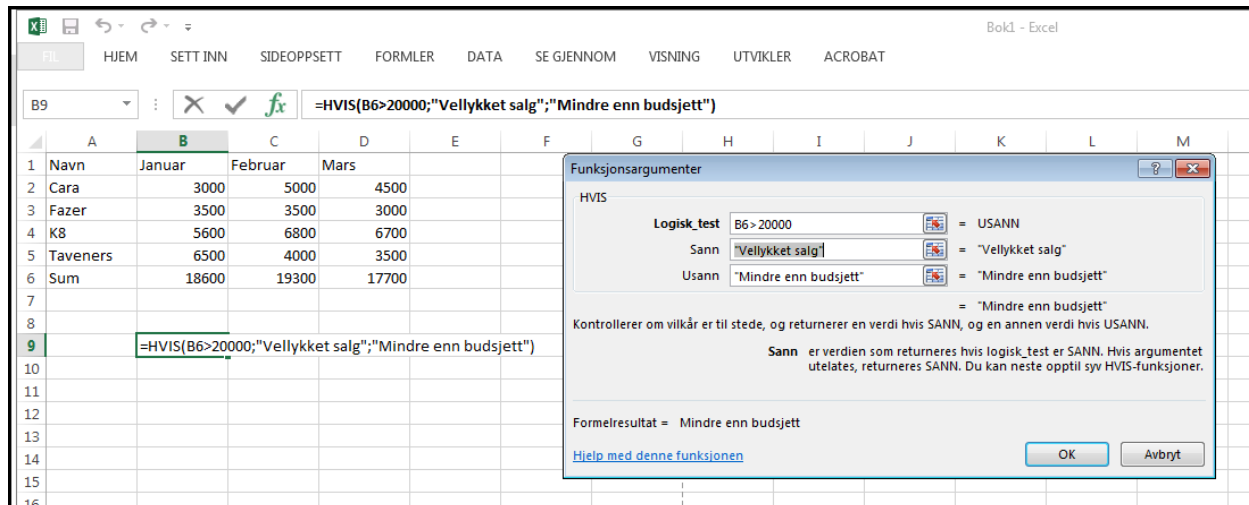 Bok1 - Excel
FIL HJEM SETT INN SIDEOPPSETT FORMLER DATA SE GJENNOM VISNING UTVIKLER ACROBAT
B9 fx =HVIS(B6>20000;"Vellykket salg";"Mindre enn budsjett")
A B C D E F G H I J K L M
1 Navn Januar Februar Mars
2 Cara 3000 5000 4500
3 Fazer 3500 3500 3000
4 K8 5600 6800 6700
5 Taveners 6500 4000 3500
6 Sum 18600 19300 17700
7
8
9 =HVIS(B6>20000;"Vellykket salg";"Mindre enn budsjett")
10
11
12
13
14
15
16
Funksjonsargumenter ?
HVIS
Logisk_test B6>20000 = USANN
Sann "Vellykket salg" = "Vellykket salg"
Usann "Mindre enn budsjett" = "Mindre enn budsjett"
= "Mindre enn budsjett"
Kontrollerer om vilkår er til stede, og returnerer en verdi hvis SANN, og en annen verdi hvis USANN.
Sann er verdien som returneres hvis logisk_test er SANN. Hvis argumentet
utelates, returneres SANN. Du kan neste opptil syv HVIS-funksjoner.
Formelresultat = Mindre enn budsjett
Hjelp med denne funksjonen OK Avbryt